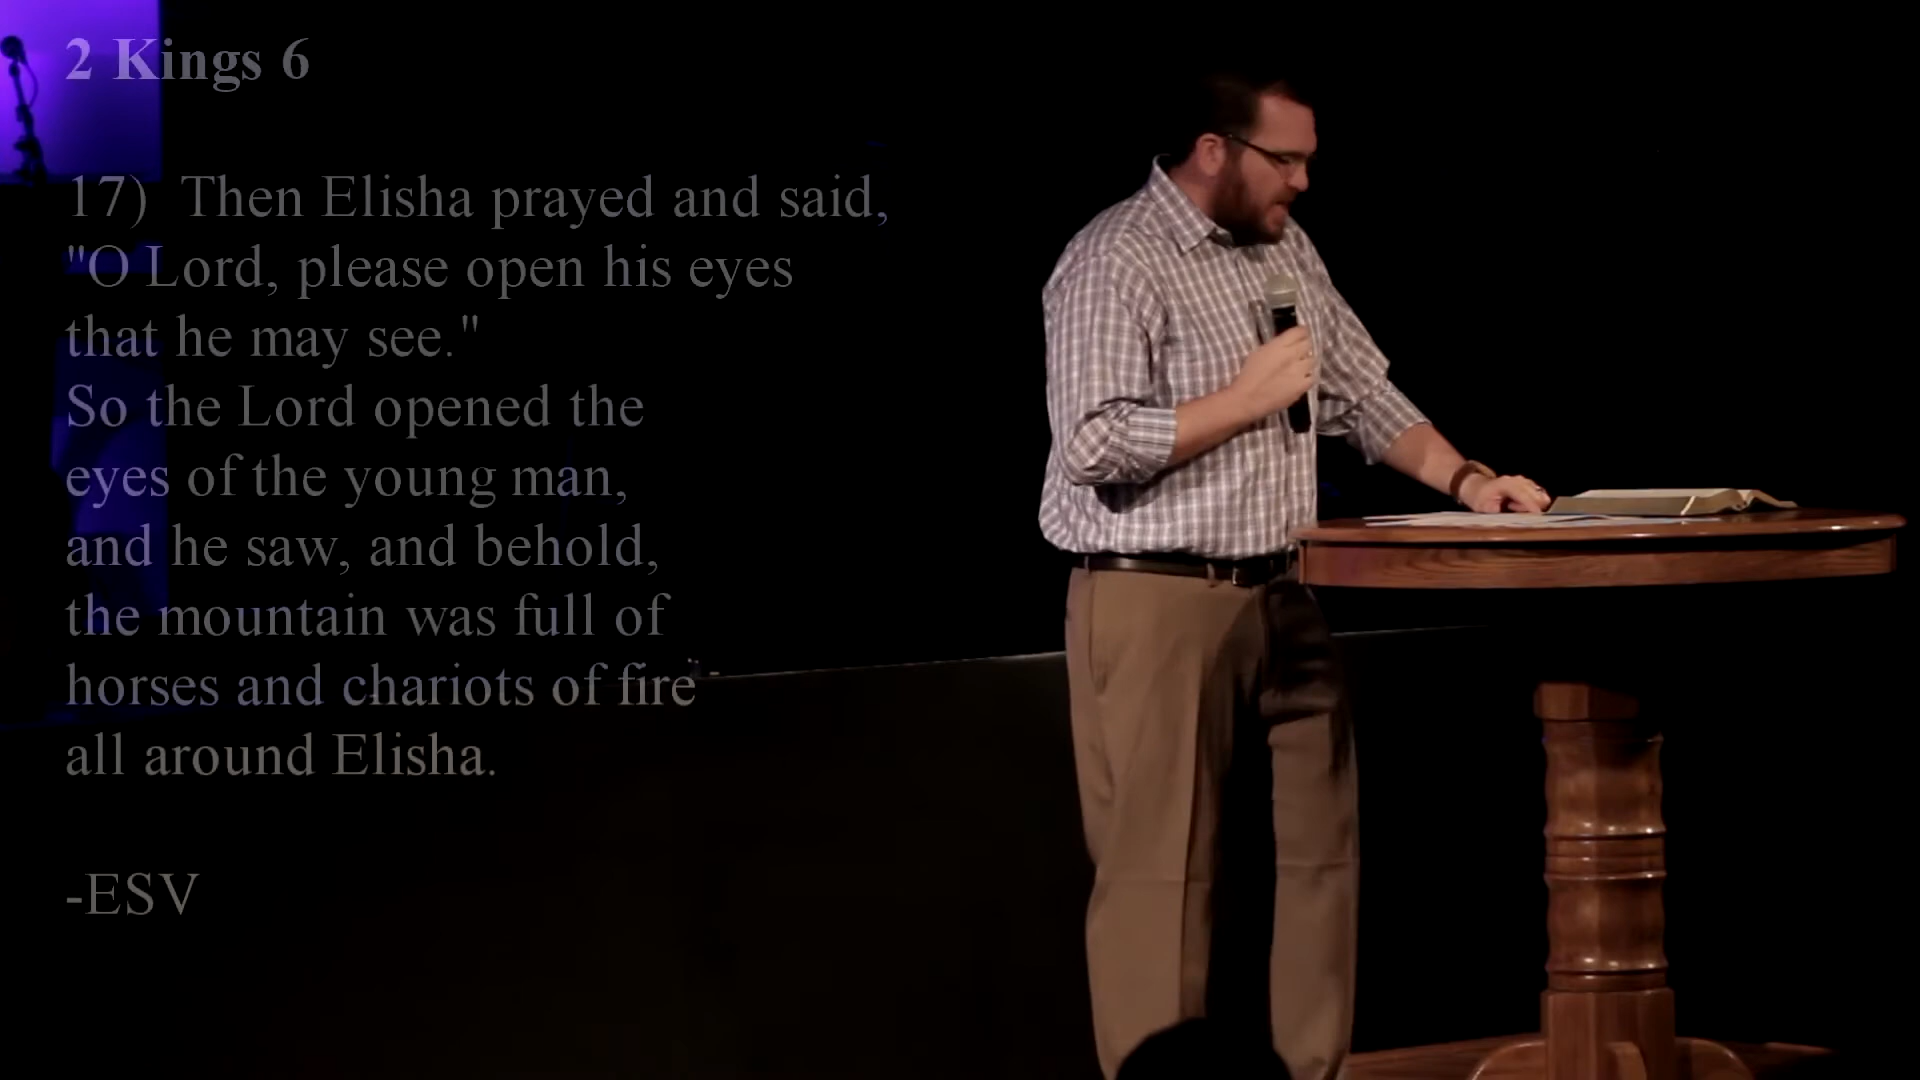 2 Kings 6
17) Then Elisha prayed and said,
"O Lord, please open his eyes
that he may see."
So the Lord opened the
eyes of the young man,
and he saw, and behold,
the mountain was full of
horses and chariots of fire
all around Elisha.
-ESV